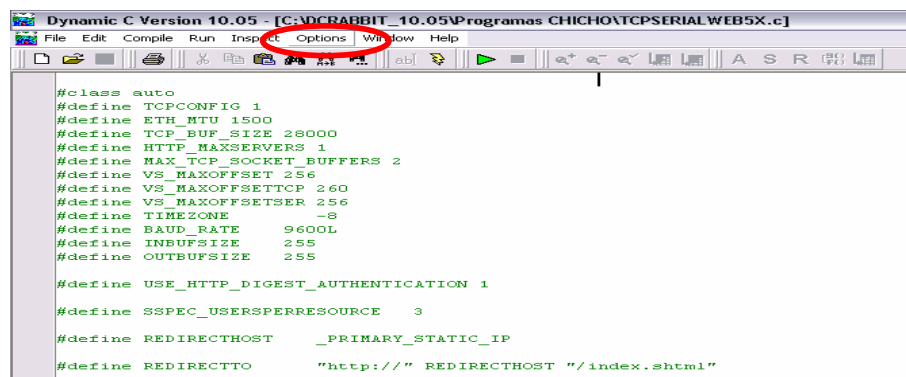 Dynamic C Version 10.05 - [C:\DCRABBIT_10.05\Programas CHICHO\TCPSERIALWEB5X.c]
File Edit Compile Run Inspect Options Window Help
ab A S R
#class auto
#define TCPCONFIG 1
#define ETH_MTU 1500
#define TCP_BUF_SIZE 28000
#define HTTP_MAXSERVERS 1
#define MAX_TCP_SOCKET_BUFFERS 2
#define VS_MAXOFFSET 256
#define VS_MAXOFFSETTCP 260
#define VS_MAXOFFSETSER 256
#define TIMEZONE -8
#define BAUD_RATE 9600L
#define INBUFSIZE 255
#define OUTBUFSIZE 255
#define USE_HTTP_DIGEST_AUTHENTICATION 1
#define SSPEC_USERSPERRESOURCE 3
#define REDIRECTHOST _PRIMARY_STATIC_IP
#define REDIRECTTO "http://" REDIRECTHOST "/index.shtml"